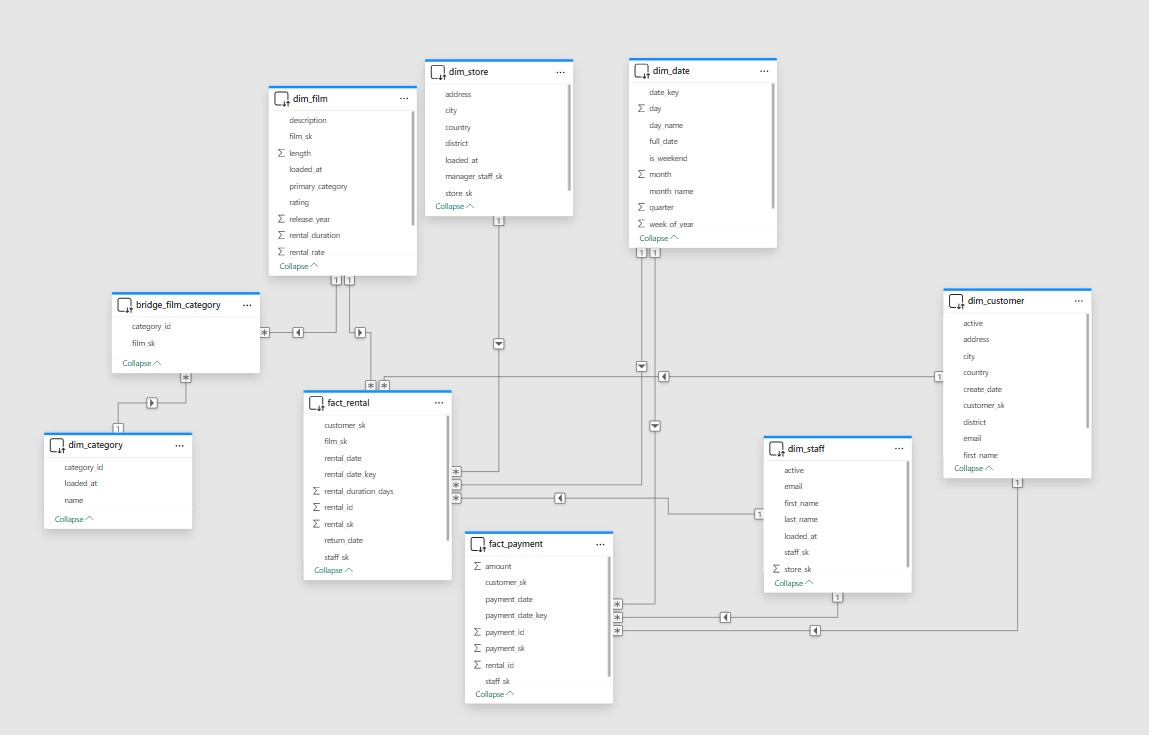 dim_store
address
city
country
district
loaded_at
manager_staff_sk
store_sk
Collapse
dim_date
date_key
day
day_name
full_date
is_weekend
month
month_name
quarter
week_of_year
Collapse
dim_film
description
film_sk
length
loaded_at
primary_category
rating
release_year
rental_duration
rental_rate
Collapse
bridge_film_category
category_id
film_sk
Collapse
dim_customer
active
address
city
country
create_date
customer_sk
district
email
first_name
Collapse
fact_rental
customer_sk
film_sk
rental_date
rental_date_key
rental_duration_days
rental_id
rental_sk
return_date
staff_sk
Collapse
dim_category
category_id
loaded_at
name
Collapse
dim_staff
active
email
first_name
last_name
loaded_at
staff_sk
store_sk
Collapse
fact_payment
amount
customer_sk
payment_date
payment_date_key
payment_id
payment_sk
rental_id
staff_sk
Collapse